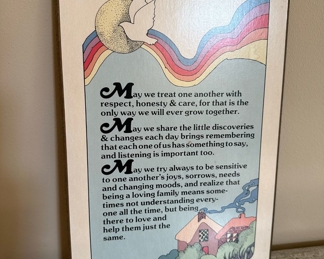 May we treat one another with
respect, honesty & care, for that is the
only way we will ever grow together.
May we share the little discoveries
& changes each day brings remembering
that each one of us has something to say,
and listening is important too.
May we try always to be sensitive
to one another's joys, sorrows, needs
and changing moods, and realize that
being a loving family means some-
times not understanding every-
one all the time, but being
there to love and
help them just the
same.